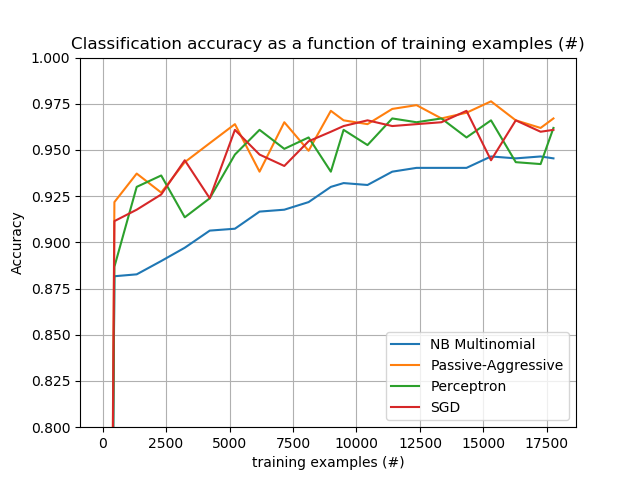 Classification accuracy as a function of training examples (#)
1.000
0.975
0.950
0.925
0.900
0.875
0.850
0.825
0.800
Accuracy
NB Multinomial
Passive-Aggressive
Perceptron
SGD
0 2500 5000 7500 10000 12500 15000 17500
training examples (#)